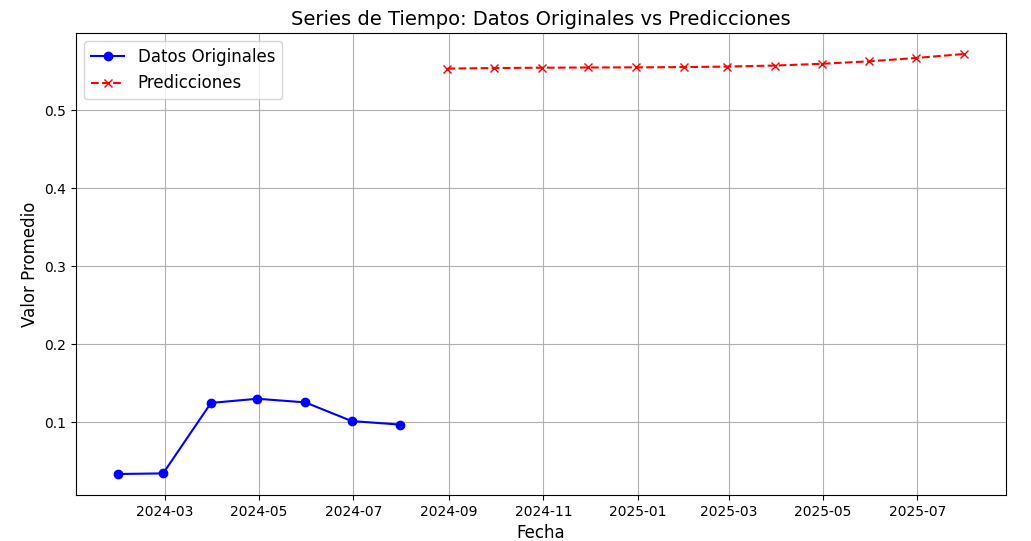 Series de Tiempo: Datos Originales vs Predicciones
Datos Originales
Predicciones
Valor Promedio
0.5
0.4
0.3
0.2
0.1
2024-03 2024-05 2024-07 2024-09 2024-11 2025-01 2025-03 2025-05 2025-07
Fecha